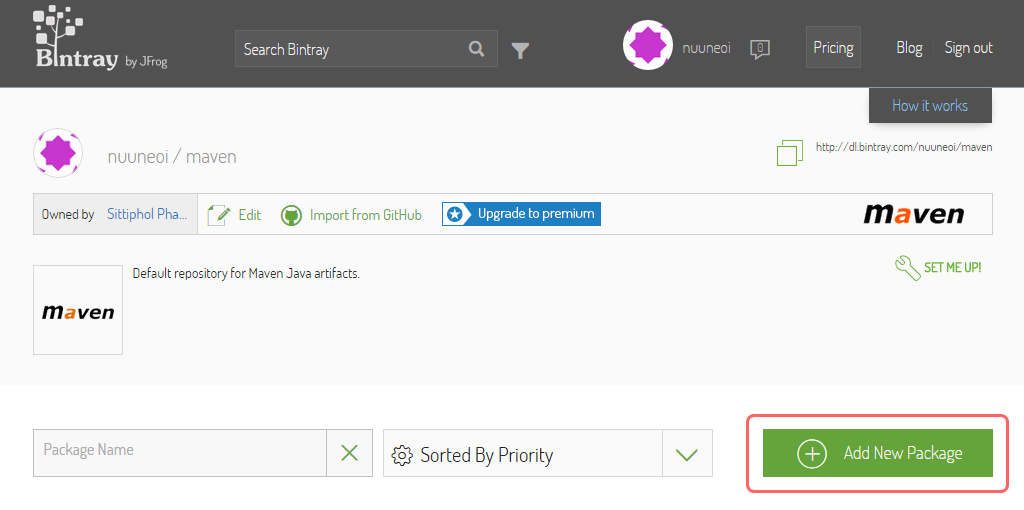 Bintray by JFrog
Search Bintray
nuuneoi
0
Pricing
Blog
Sign out
How it works
nuuneoi / maven
http://dl.bintray.com/nuuneoi/maven
Owned by Sittiphol Pha...
Edit
Import from GitHub
Upgrade to premium
maven
Default repository for Maven Java artifacts.
SET ME UP!
maven
Package Name
Sorted By Priority
Add New Package